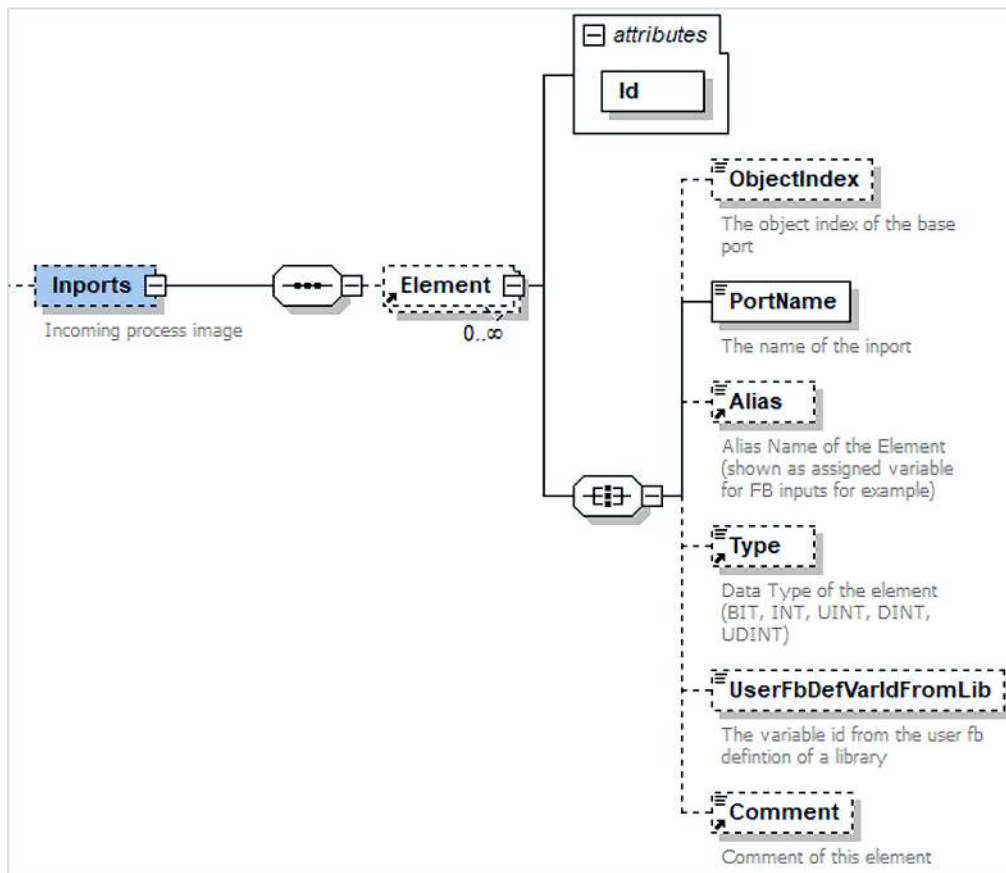 attributes
Id
ObjectIndex
The object index of the base
port
Inports
Incoming process image
Element
0..∞
PortName
The name of the inport
Alias
Alias Name of the Element
(shown as assigned variable
for FB inputs for example)
Type
Data Type of the element
(BIT, INT, UINT, DINT,
UDINT)
UserFbDefVarIdFromLib
The variable id from the user fb
defintion of a library
Comment
Comment of this element